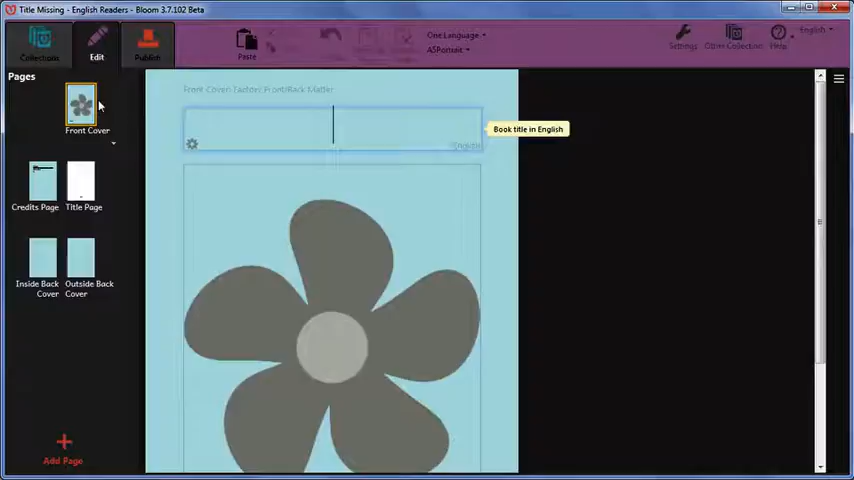 Title Missing - English Readers - Bloom 3.7.102 Beta
Collections
Edit
Publish
Paste
One Language
A5Portrait
Settings
Other Collection
Help
English
Pages
Front Cover
Credits Page
Title Page
Inside Back Cover
Outside Back Cover
Add Page
Front Cover Factory Front/Back Matter
Book title in English
English